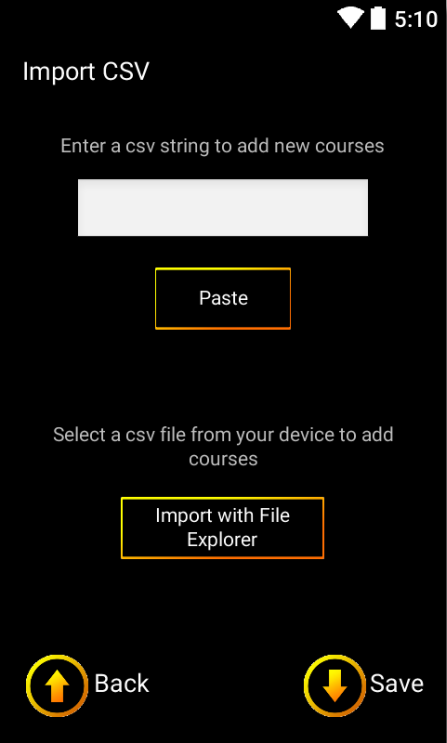 5:10
Import CSV
Enter a csv string to add new courses
Paste
Select a csv file from your device to add
courses
Import with File
Explorer
Back
Save